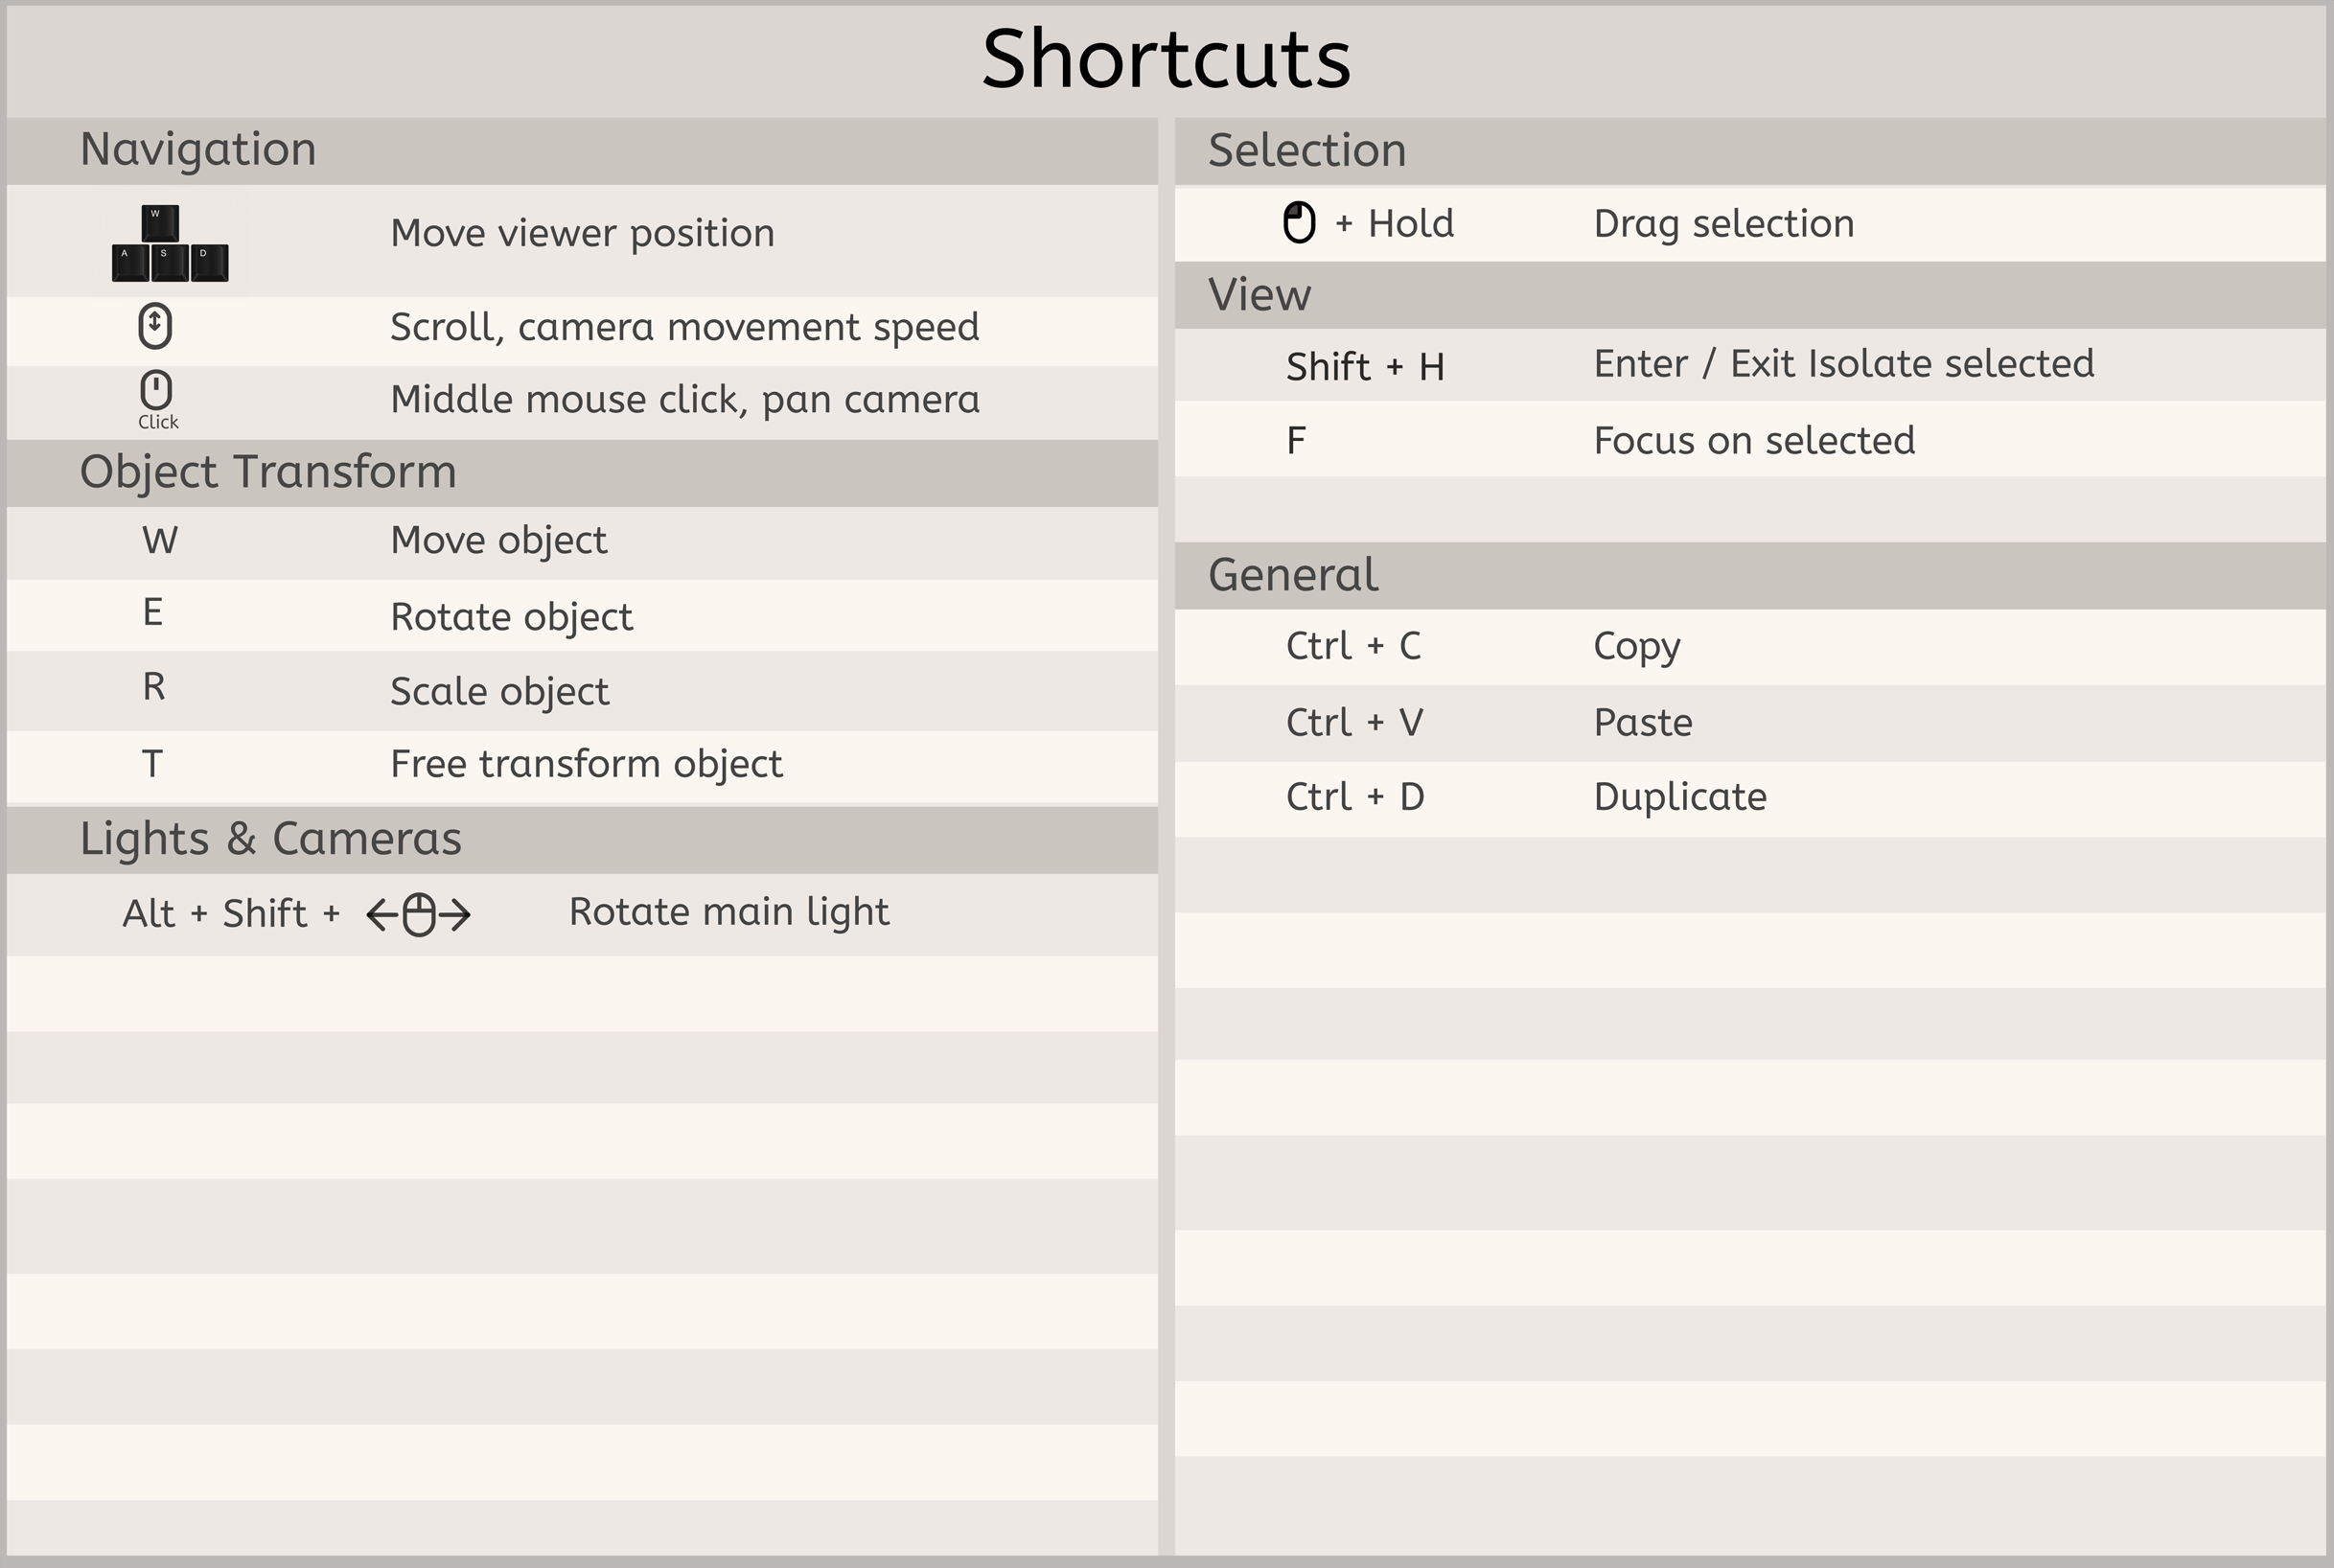 Shortcuts
Navigation
W
A S D
Move viewer position
Scroll, camera movement speed
Click
Middle mouse click, pan camera
Object Transform
W Move object
E Rotate object
R Scale object
T Free transform object
Lights & Cameras
Alt + Shift + Rotate main light
Selection
+ Hold Drag selection
View
Shift + H Enter / Exit Isolate selected
F Focus on selected
General
Ctrl + C Copy
Ctrl + V Paste
Ctrl + D Duplicate